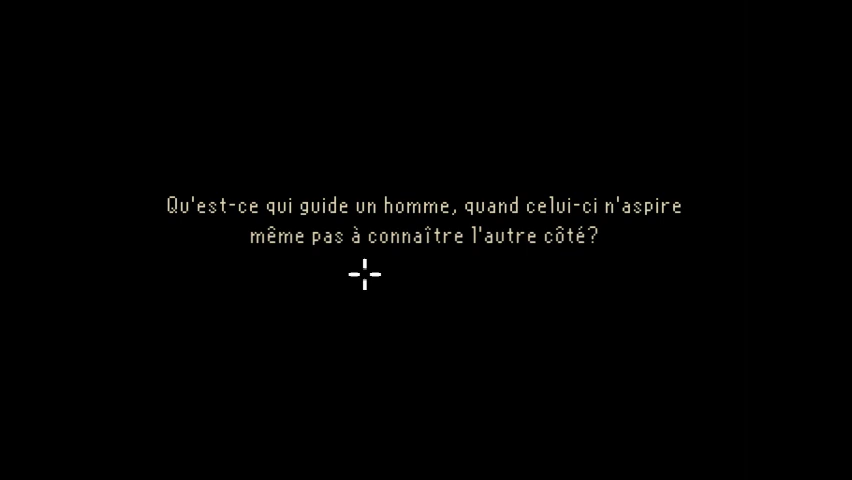 Qu'est-ce qui guide un homme, quand celui-ci n'aspire
même pas à connaître l'autre côté?